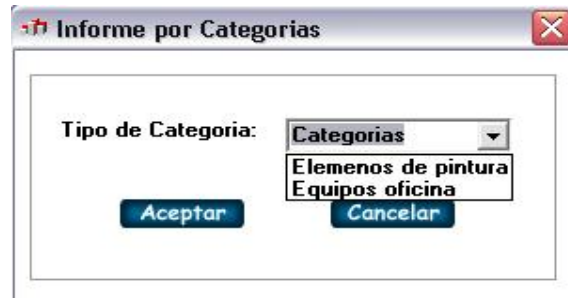 Informe por Categorias
Tipo de Categoria: Categorias
Elemenos de pintura
Equipos oficina
Aceptar Cancelar